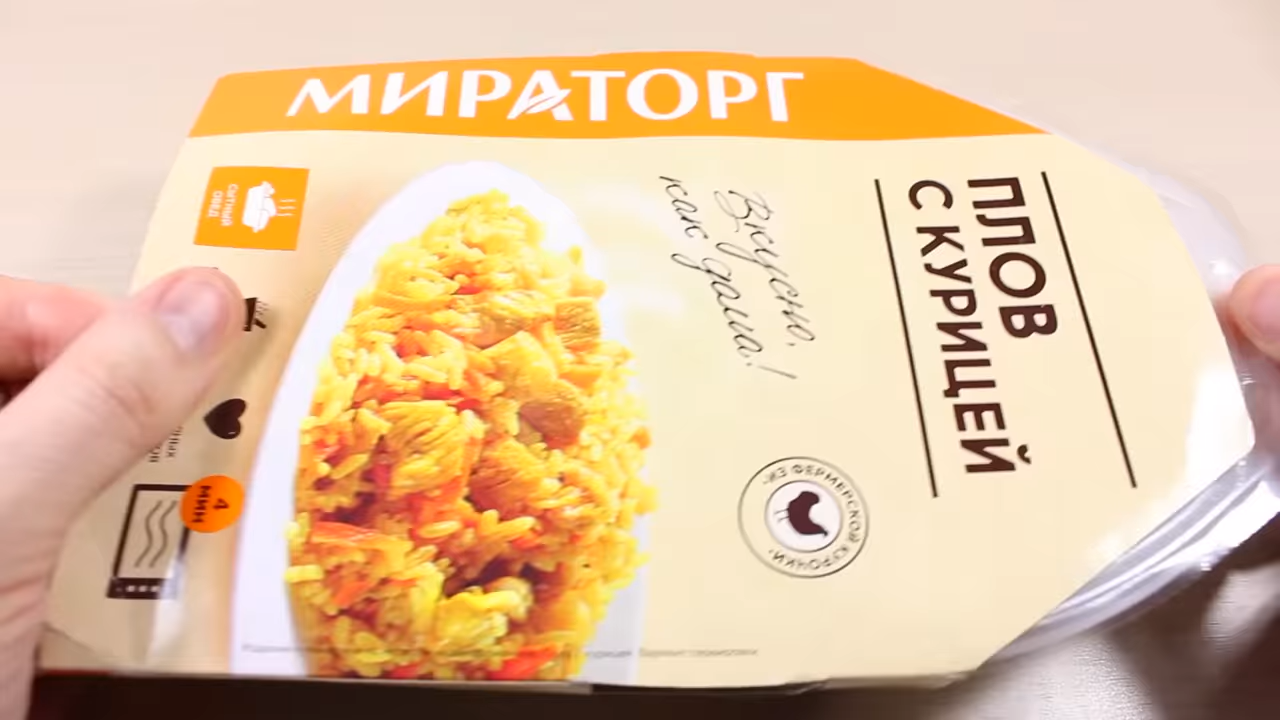 МИРАТОРГ
ПЛОВ
С КУРИЦЕЙ
Вкусно,
как дома!
СЫТНЫЙ
ОБЕД
4
МИН
ИЗ ФЕРМЕРСКОЙ КУРОЧКИ